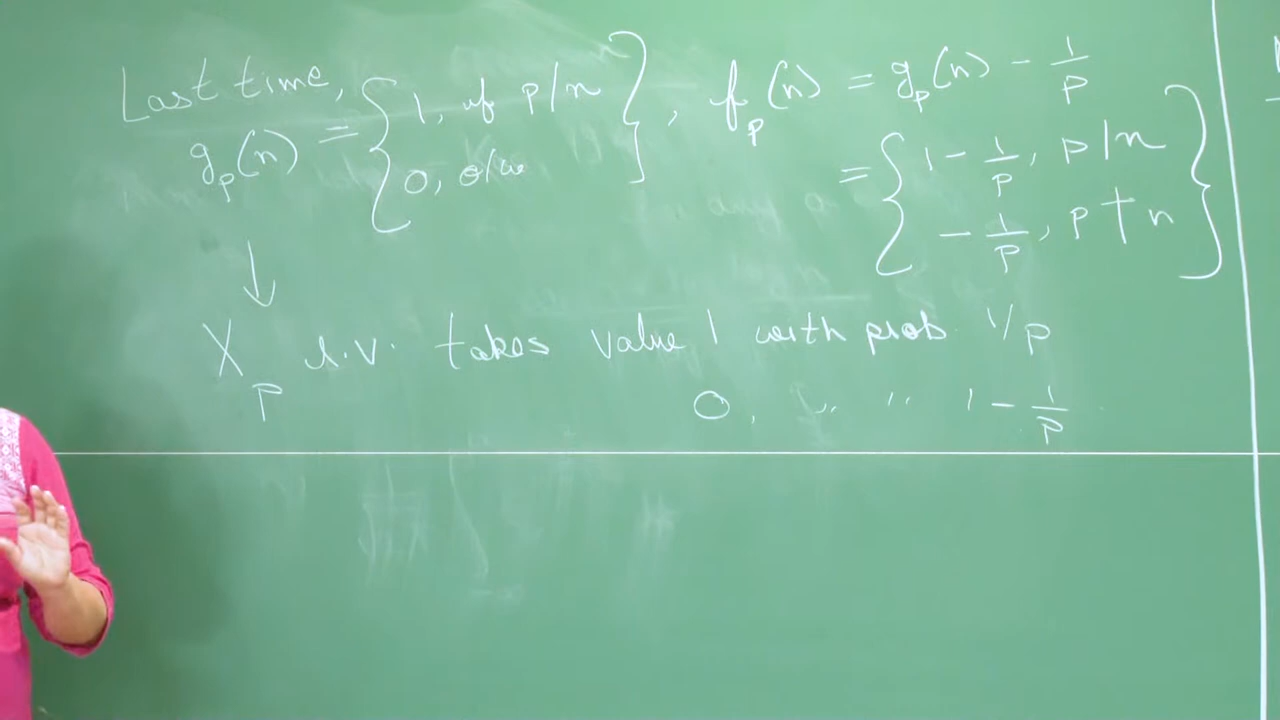 Last time,
g_p(n) = { 1, if p|n
0, o/w } , f_p(n) = g_p(n) - 1/p
= { 1 - 1/p, p|n
- 1/p, p∤n }
↓
X_p r.v. takes value 1 with prob. 1/p
0, " " 1 - 1/p